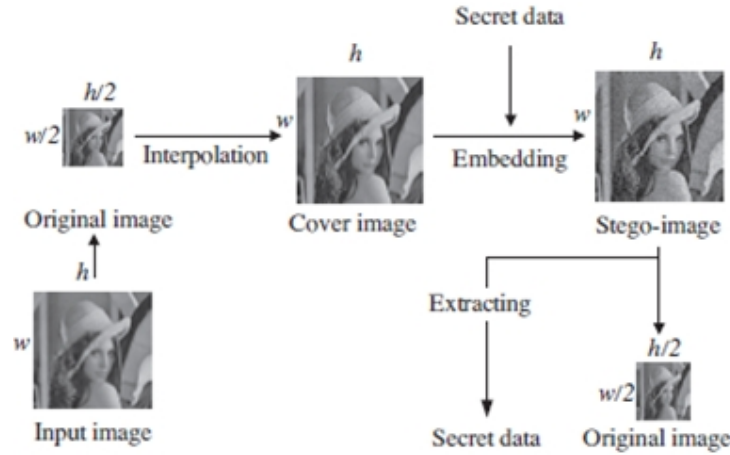 Secret data
h
h
h/2
w
w
w/2
Interpolation
Embedding
Original image
Cover image
Stego-image
h
Extracting
w
h/2
w/2
Input image
Secret data
Original image